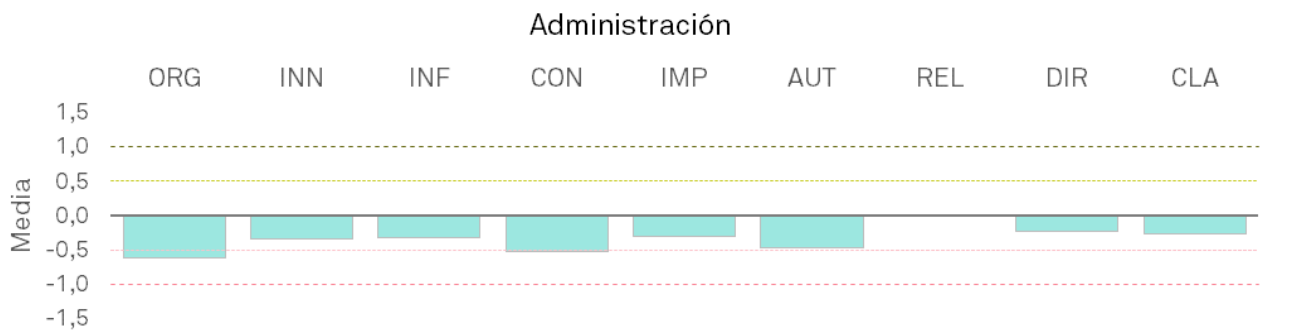 Administración
ORG INN INF CON IMP AUT REL DIR CLA
1,5
1,0
0,5
0,0
-0,5
-1,0
-1,5
Media